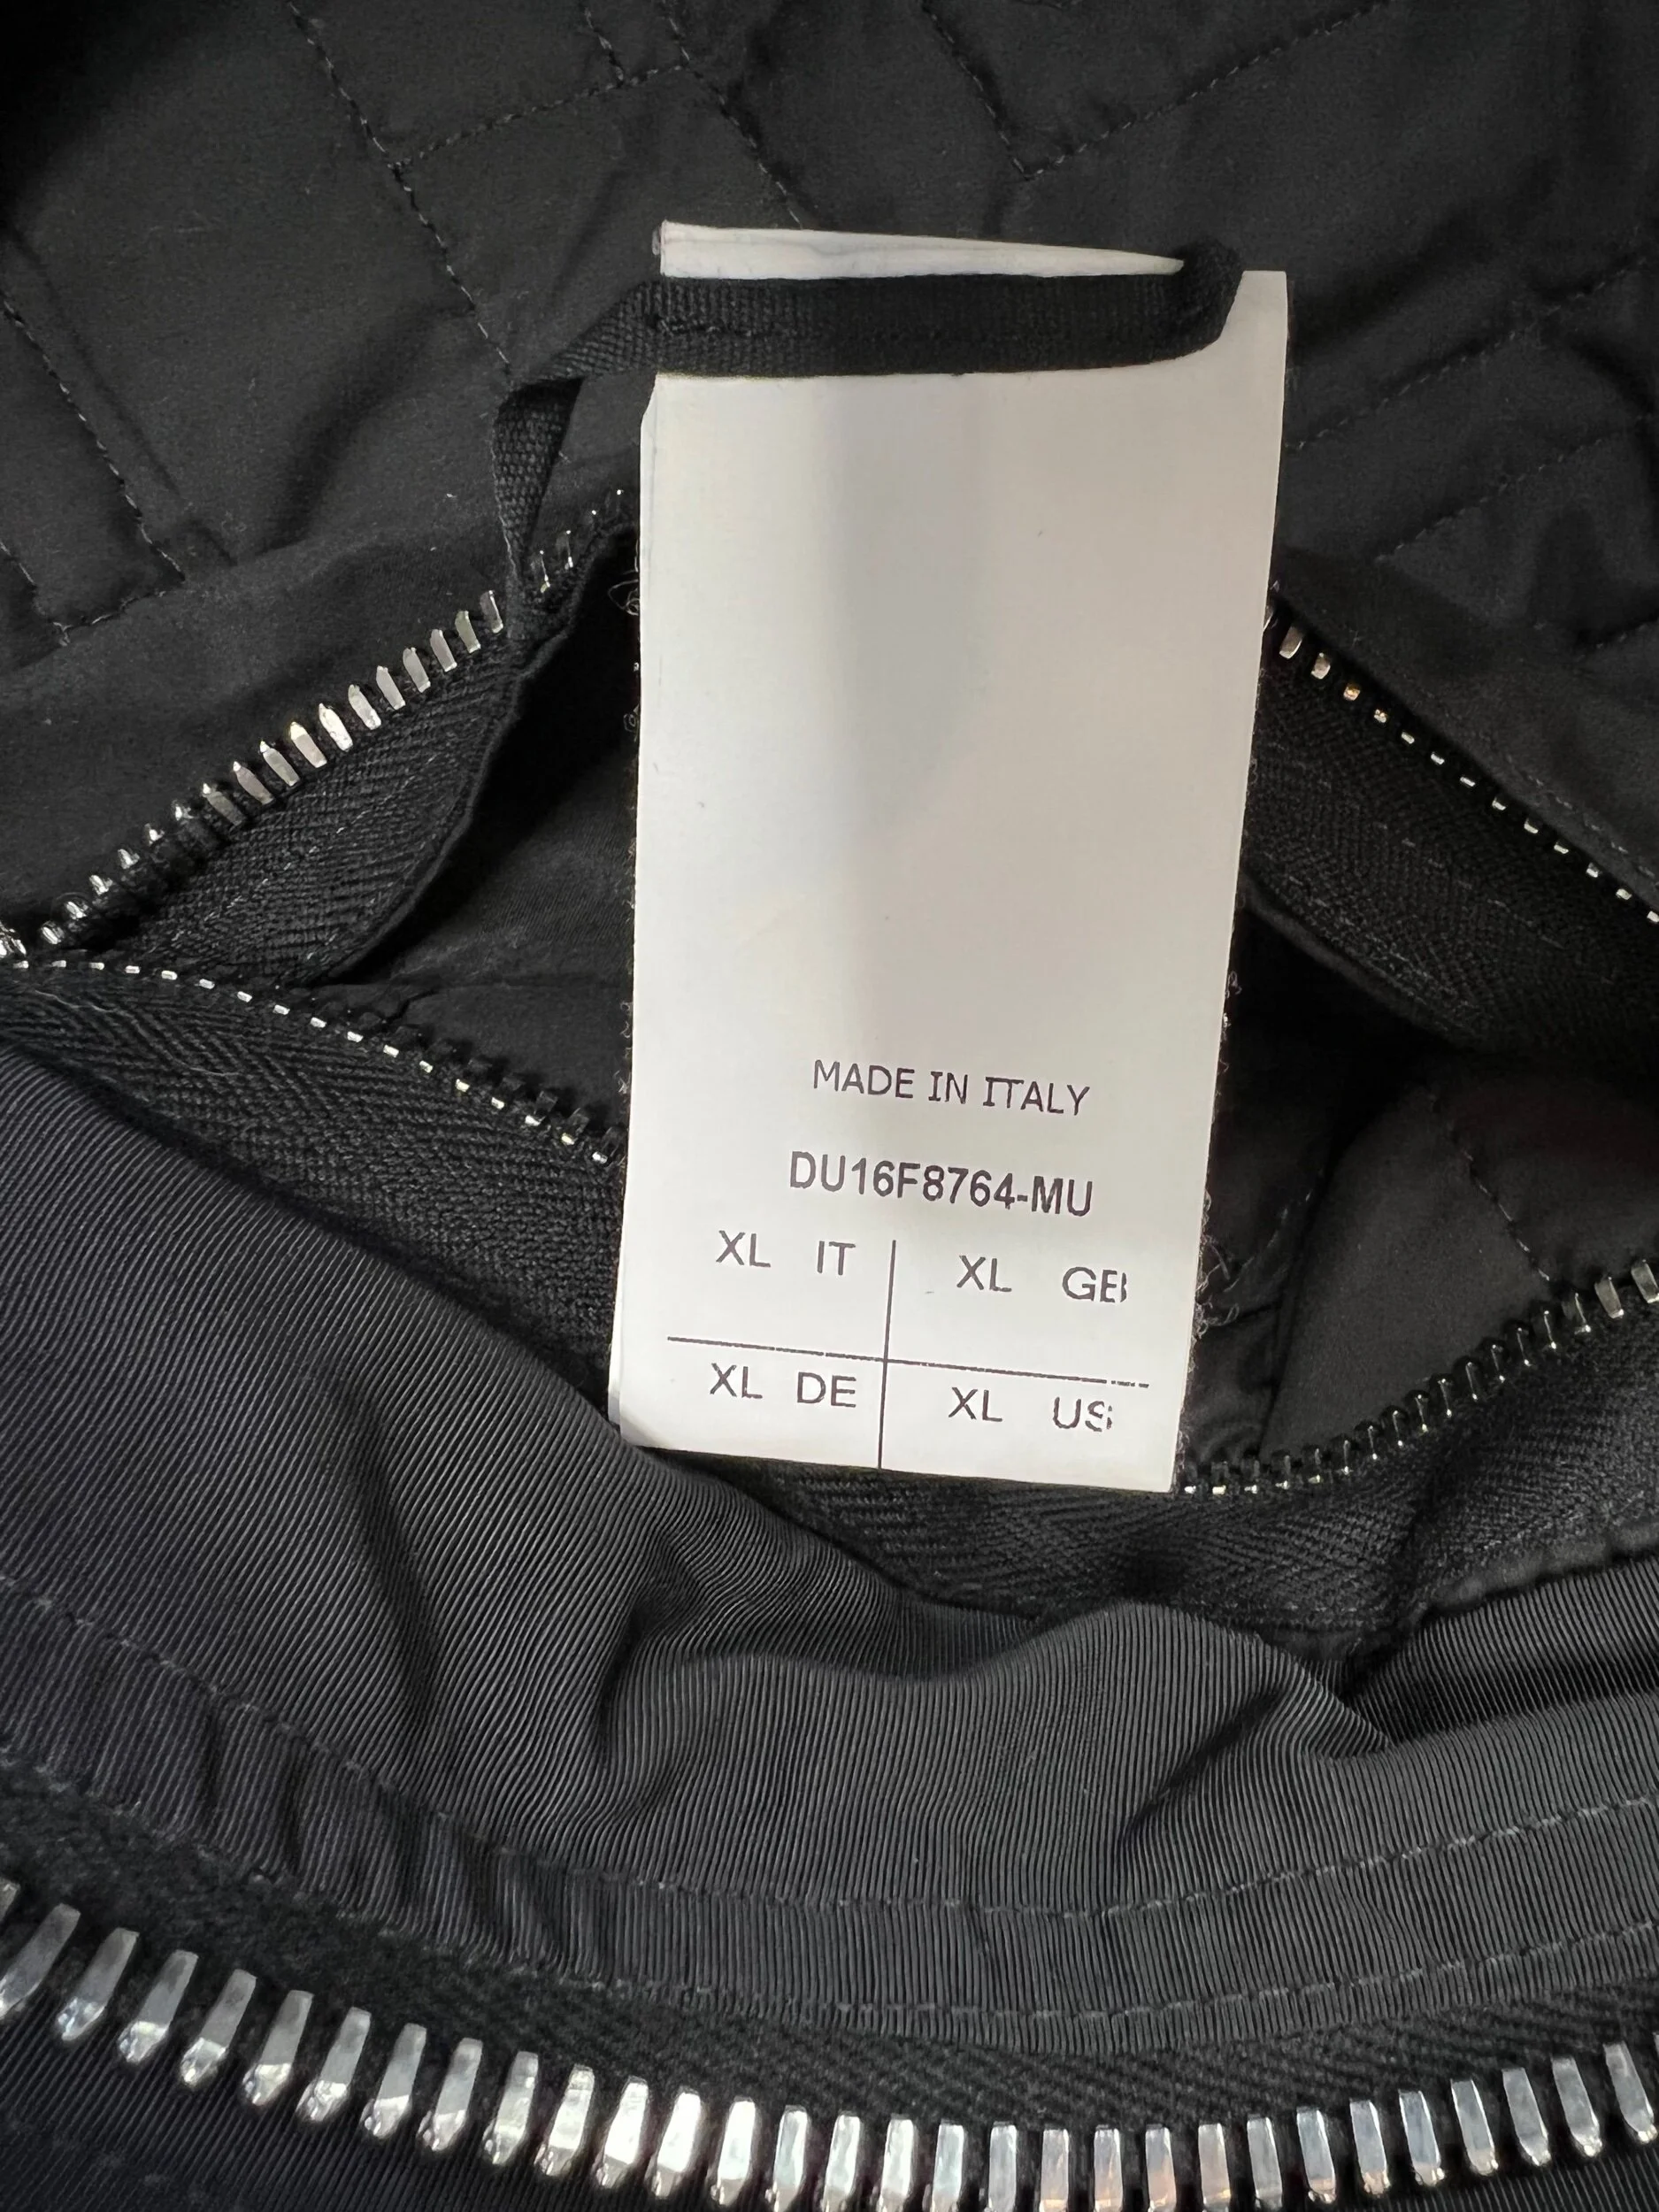 MADE IN ITALY
DU16F8764-MU
XL IT XL GB
XL DE XL US